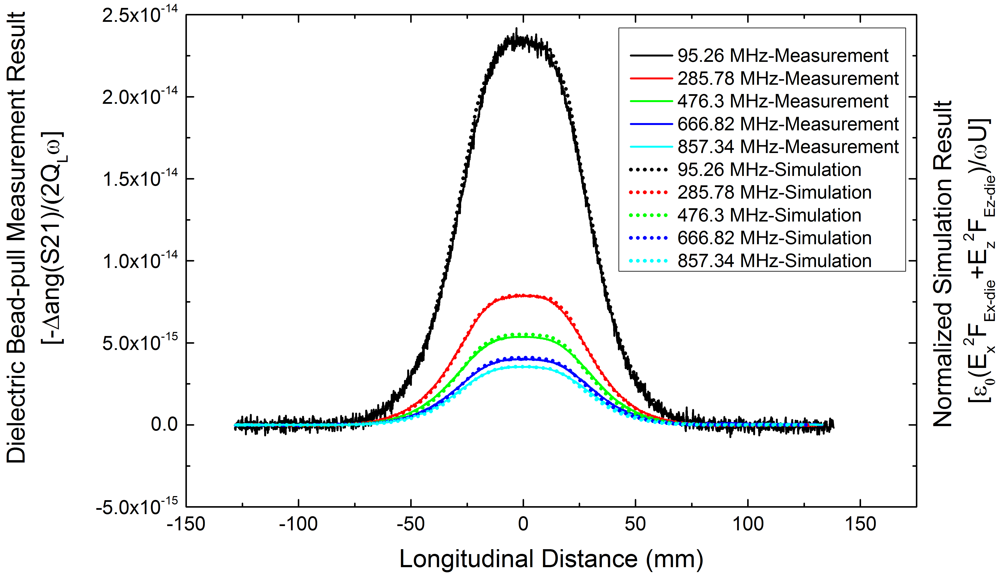 Dielectric Bead-pull Measurement Result
[-Δang(S21)/(2Q_Lω)]
2.5x10^-14
2.0x10^-14
1.5x10^-14
1.0x10^-14
5.0x10^-15
0.0
-5.0x10^-15
-150
-100
-50
0
50
100
150
Longitudinal Distance (mm)
95.26 MHz-Measurement
285.78 MHz-Measurement
476.3 MHz-Measurement
666.82 MHz-Measurement
857.34 MHz-Measurement
95.26 MHz-Simulation
285.78 MHz-Simulation
476.3 MHz-Simulation
666.82 MHz-Simulation
857.34 MHz-Simulation
Normalized Simulation Result
[ε_0(E_x^2F_Ex-die+E_z^2F_Ez-die)/ωU]